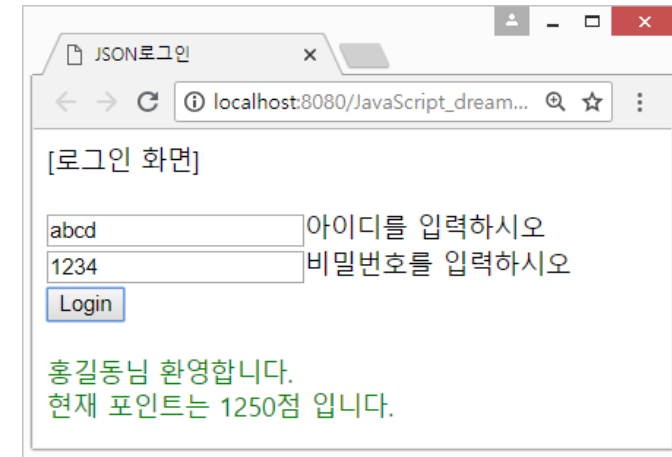 JSON로그인
localhost:8080/JavaScript_dream...
[로그인 화면]
abcd 아이디를 입력하시오
1234 비밀번호를 입력하시오
Login
홍길동님 환영합니다.
현재 포인트는 1250점 입니다.